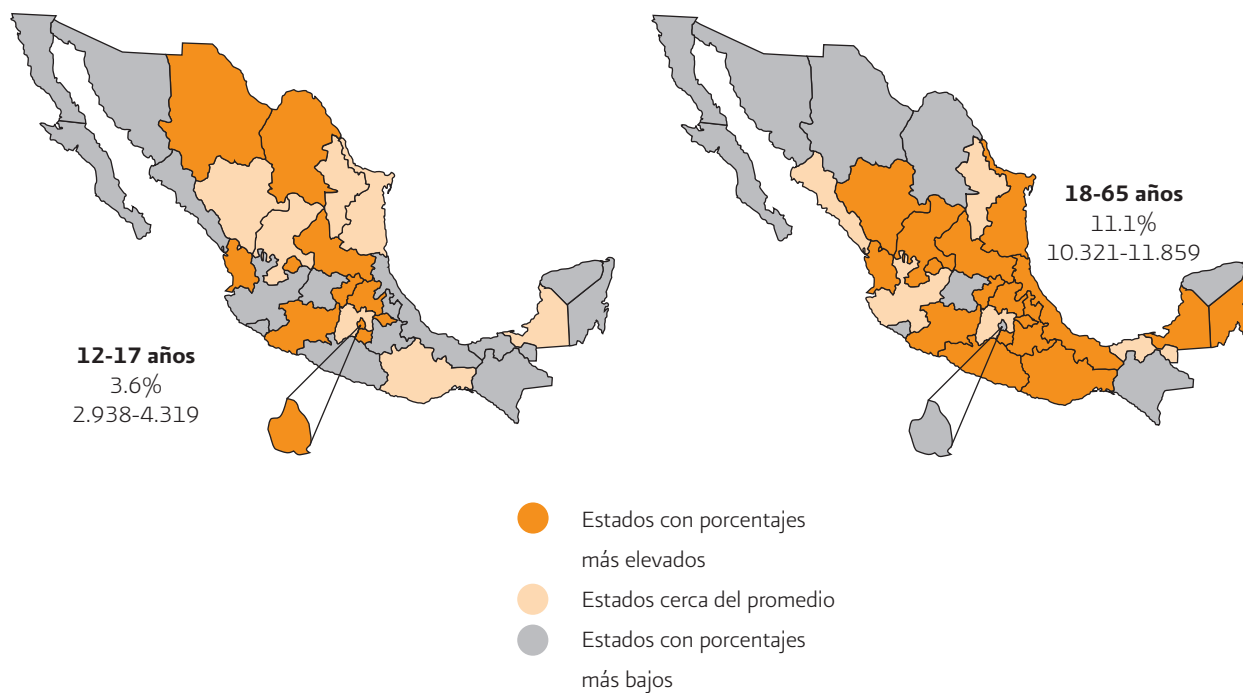 12-17 años
3.6%
2.938-4.319
18-65 años
11.1%
10.321-11.859
Estados con porcentajes
más elevados
Estados cerca del promedio
Estados con porcentajes
más bajos